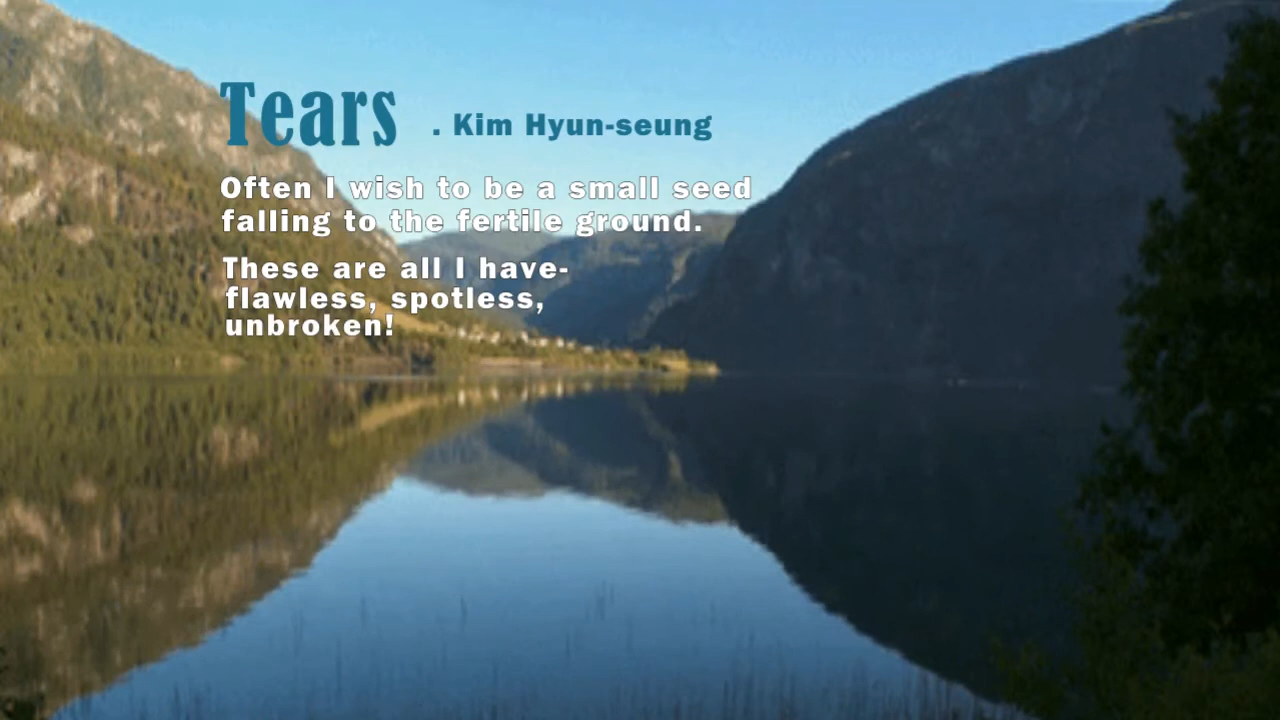 Tears . Kim Hyun-seung
Often I wish to be a small seed
falling to the fertile ground.
These are all I have-
flawless, spotless,
unbroken!